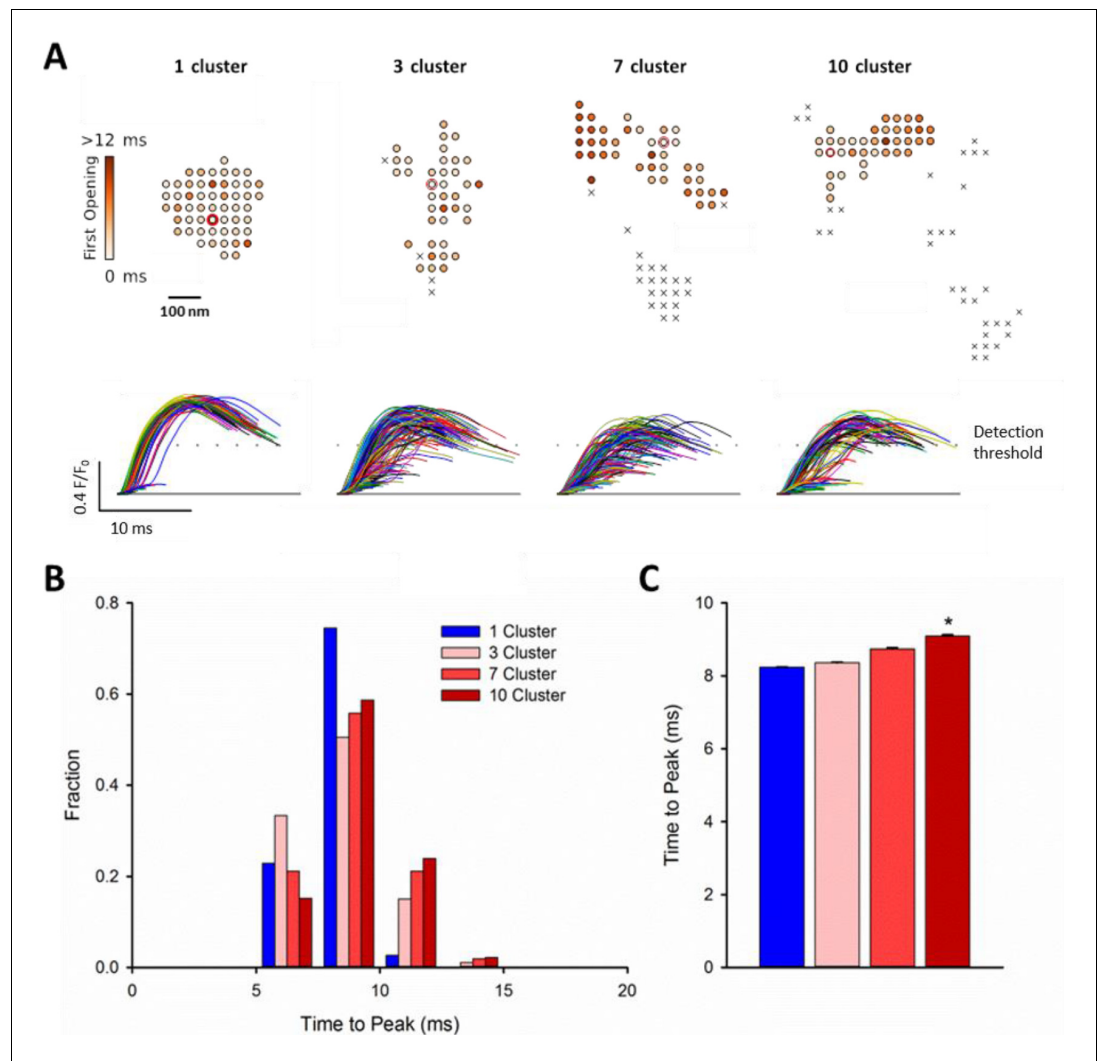 A
1 cluster
3 cluster
7 cluster
10 cluster
>12 ms
First Opening
0 ms
100 nm
Detection
threshold
0.4 F/F0
10 ms
B
0.8
0.6
0.4
0.2
0.0
Fraction
1 Cluster
3 Cluster
7 Cluster
10 Cluster
0
5
10
15
20
Time to Peak (ms)
C
10
8
6
4
2
0
Time to Peak (ms)
*